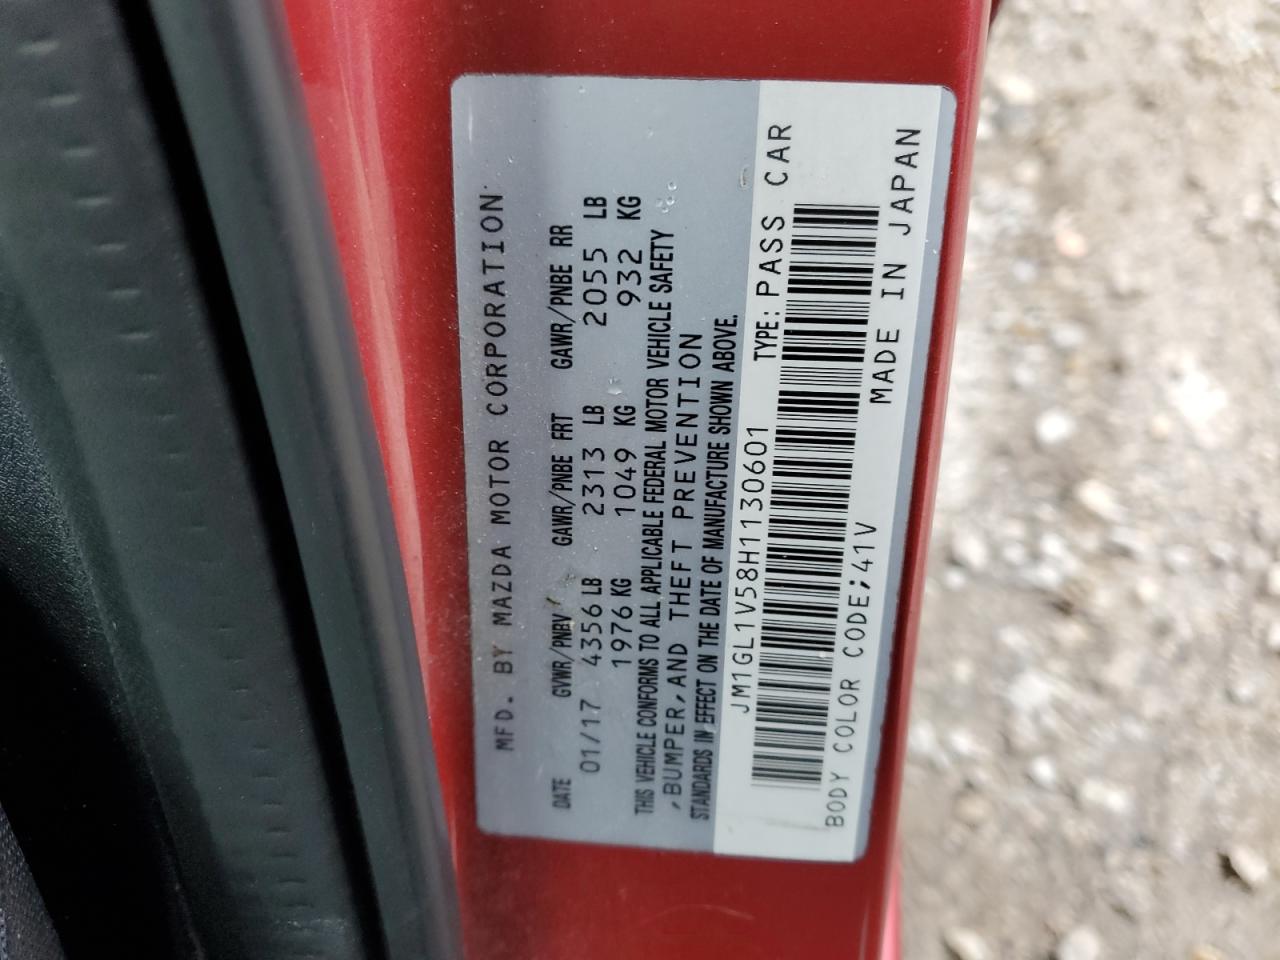 MFD. BY MAZDA MOTOR CORPORATION
DATE GVWR/PNBV GAWR/PNBE FRT GAWR/PNBE RR
01/17 4356 LB 2313 LB 2055 LB
1976 KG 1049 KG 932 KG
THIS VEHICLE CONFORMS TO ALL APPLICABLE FEDERAL MOTOR VEHICLE SAFETY
,BUMPER,AND THEFT PREVENTION
STANDARDS IN EFFECT ON THE DATE OF MANUFACTURE SHOWN ABOVE.
JM1GL1V58H1130601 TYPE: PASS CAR
BODY COLOR CODE;41V MADE IN JAPAN